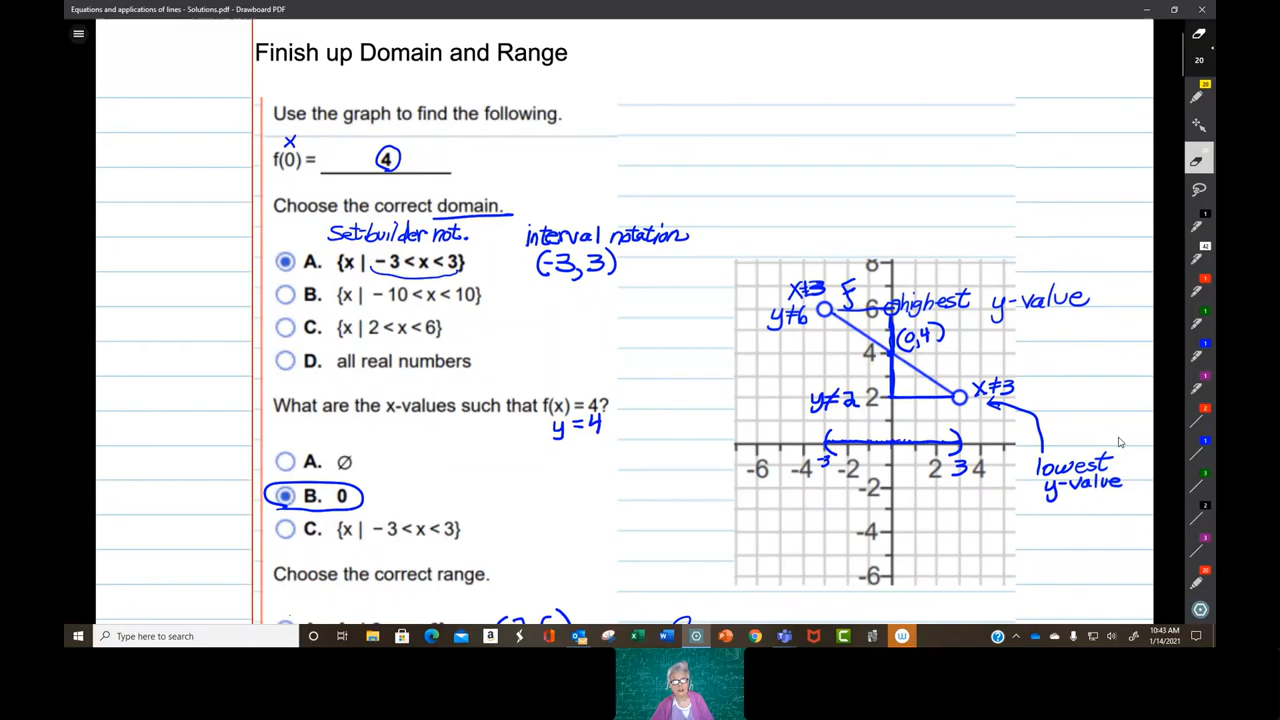 Equations and applications of lines - Solutions.pdf - Drawboard PDF
20
Finish up Domain and Range
Use the graph to find the following.
x
f(0) = 4
Choose the correct domain.
Set-builder not. interval notation
A. {x | - 3 < x < 3} (-3, 3)
B. {x | - 10 < x < 10}
C. {x | 2 < x < 6}
D. all real numbers
What are the x-values such that f(x) = 4?
y = 4
A. ∅
B. 0
C. {x | - 3 < x < 3}
Choose the correct range.
8
f
y≠6 6 highest y-value
4 (0,4)
y≠2 2 x≠3
-3 3
-6 -4 -2 2 4
-2
-4
-6
lowest
y-value
20
42
Type here to search
10:43 AM
1/14/2021